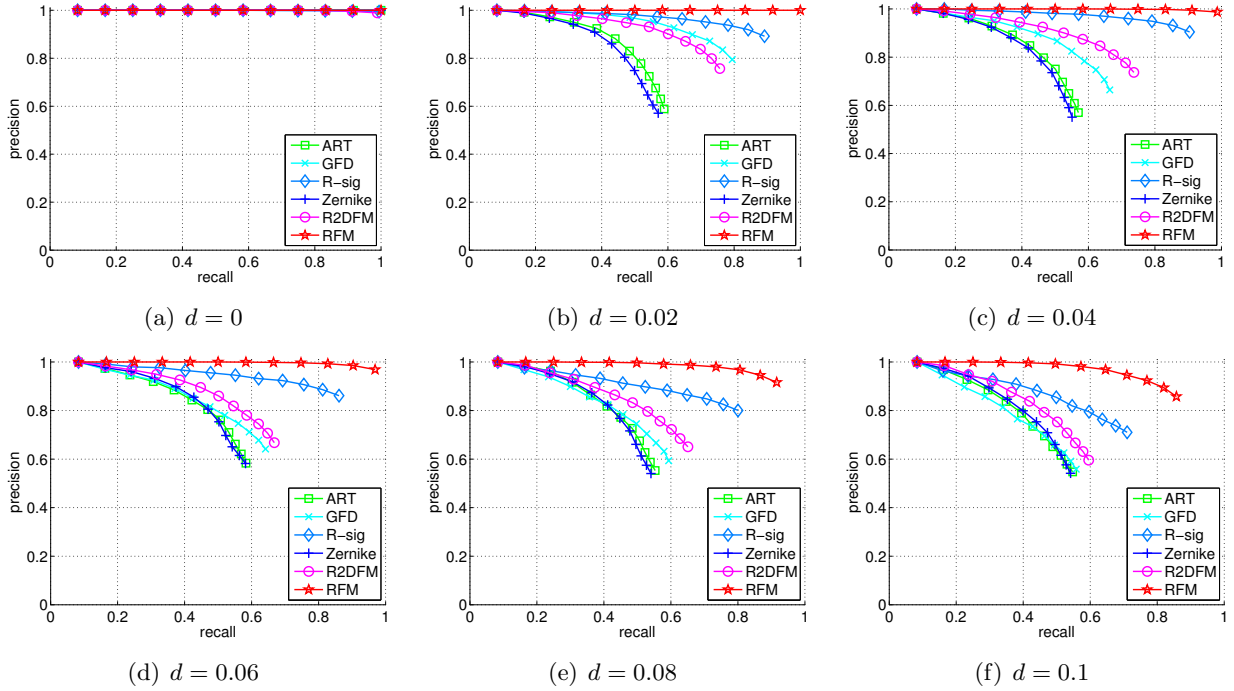 1
0.8
0.6
0.4
0.2
0
precision
0 0.2 0.4 0.6 0.8 1
recall
ART
GFD
R−sig
Zernike
R2DFM
RFM
(a) d = 0
1
0.8
0.6
0.4
0.2
0
precision
0 0.2 0.4 0.6 0.8 1
recall
ART
GFD
R−sig
Zernike
R2DFM
RFM
(b) d = 0.02
1
0.8
0.6
0.4
0.2
0
precision
0 0.2 0.4 0.6 0.8 1
recall
ART
GFD
R−sig
Zernike
R2DFM
RFM
(c) d = 0.04
1
0.8
0.6
0.4
0.2
0
precision
0 0.2 0.4 0.6 0.8 1
recall
ART
GFD
R−sig
Zernike
R2DFM
RFM
(d) d = 0.06
1
0.8
0.6
0.4
0.2
0
precision
0 0.2 0.4 0.6 0.8 1
recall
ART
GFD
R−sig
Zernike
R2DFM
RFM
(e) d = 0.08
1
0.8
0.6
0.4
0.2
0
precision
0 0.2 0.4 0.6 0.8 1
recall
ART
GFD
R−sig
Zernike
R2DFM
RFM
(f) d = 0.1